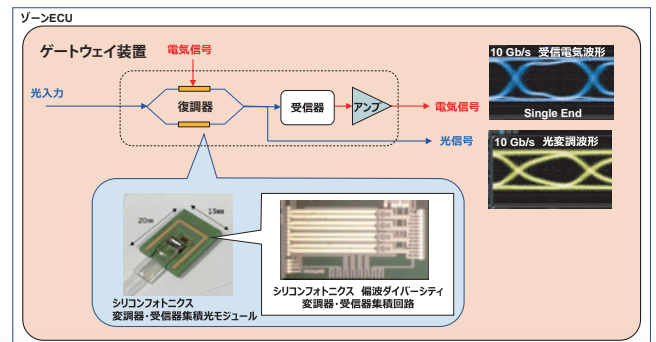 ゾーンECU
ゲートウェイ装置
電気信号
光入力
復調器
受信器
アンプ
電気信号
光信号
10 Gb/s 受信電気波形
Single End
10 Gb/s 光変調波形
20mm
15mm
シリコンフォトニクス
変調器・受信器集積光モジュール
シリコンフォトニクス 偏波ダイバーシティ
変調器・受信器集積回路